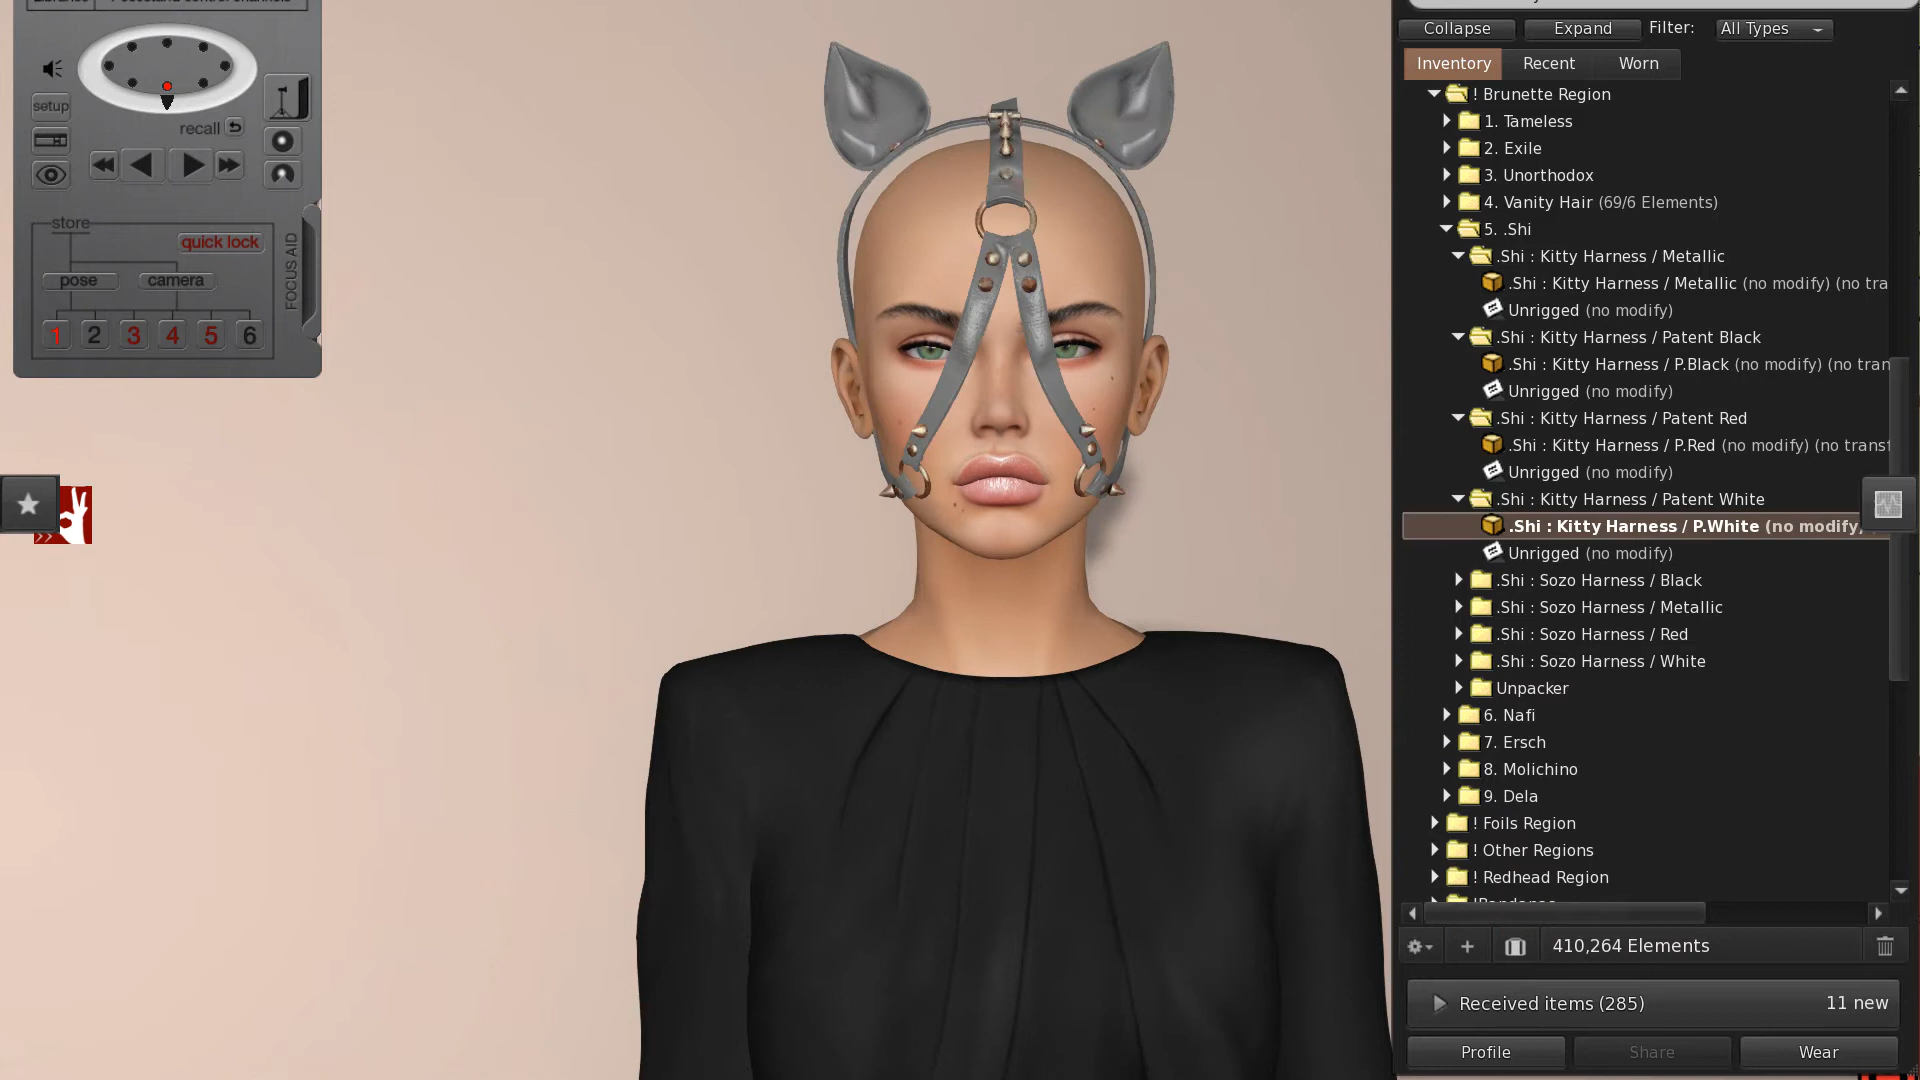 setup
recall
store
quick lock
pose
camera
FOCUS AID
1 2 3 4 5 6
Collapse
Expand
Filter:
All Types
Inventory
Recent
Worn
! Brunette Region
1. Tameless
2. Exile
3. Unorthodox
4. Vanity Hair (69/6 Elements)
5. .Shi
.Shi : Kitty Harness / Metallic
.Shi : Kitty Harness / Metallic (no modify) (no tra
Unrigged (no modify)
.Shi : Kitty Harness / Patent Black
.Shi : Kitty Harness / P.Black (no modify) (no tran
Unrigged (no modify)
.Shi : Kitty Harness / Patent Red
.Shi : Kitty Harness / P.Red (no modify) (no transf
Unrigged (no modify)
.Shi : Kitty Harness / Patent White
.Shi : Kitty Harness / P.White (no modify)
Unrigged (no modify)
.Shi : Sozo Harness / Black
.Shi : Sozo Harness / Metallic
.Shi : Sozo Harness / Red
.Shi : Sozo Harness / White
Unpacker
6. Nafi
7. Ersch
8. Molichino
9. Dela
! Foils Region
! Other Regions
! Redhead Region
410,264 Elements
Received items (285)
11 new
Profile
Share
Wear